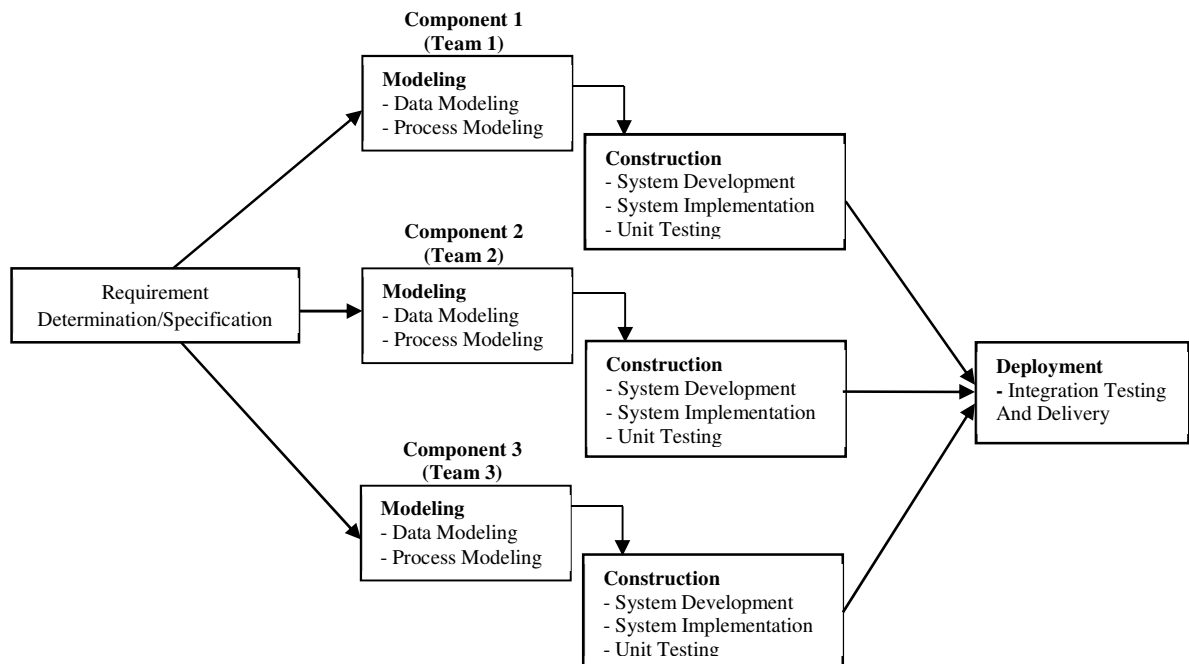 Component 1
(Team 1)
Modeling
- Data Modeling
- Process Modeling
Construction
- System Development
- System Implementation
- Unit Testing
Component 2
(Team 2)
Requirement
Determination/Specification
Modeling
- Data Modeling
- Process Modeling
Construction
- System Development
- System Implementation
- Unit Testing
Component 3
(Team 3)
Modeling
- Data Modeling
- Process Modeling
Construction
- System Development
- System Implementation
- Unit Testing
Deployment
- Integration Testing
And Delivery